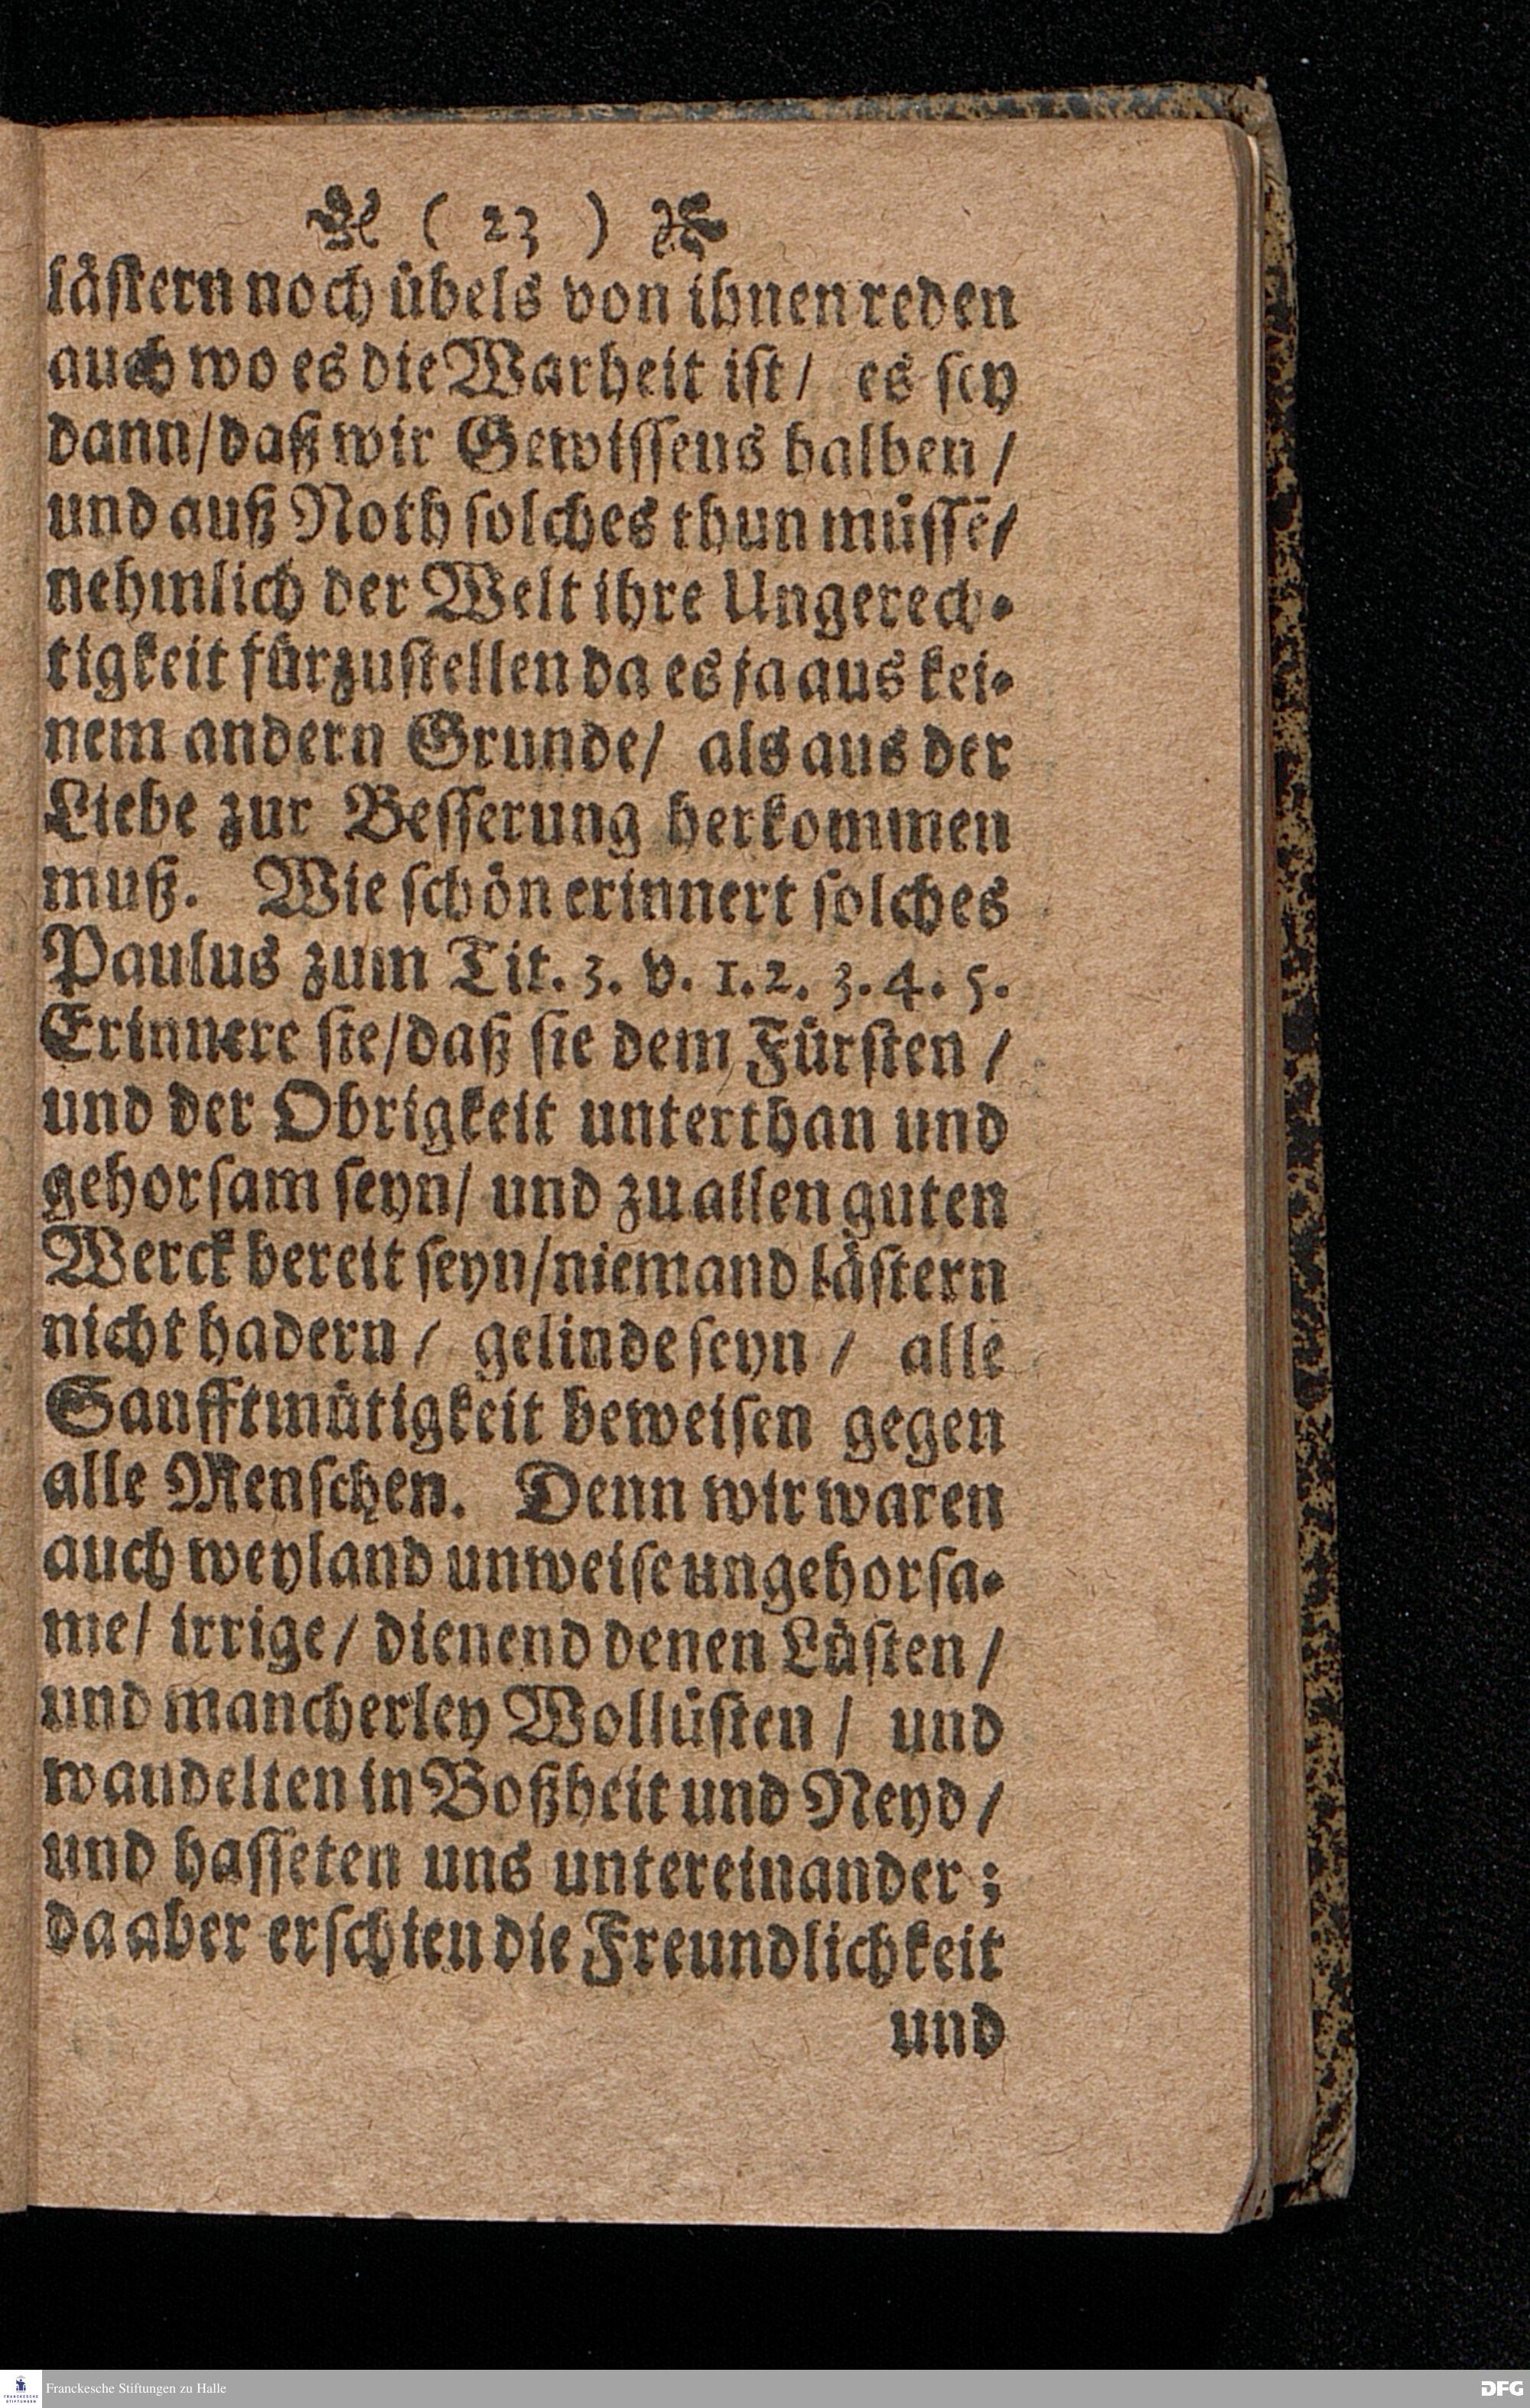 ( 23 )
läſtern noch übels von ihnen reden
auch wo es die Warheit iſt / es ſey
dann / daß wir Gewiſſens halben /
und auß Noth ſolches thun müſſē /
nehmlich der Welt ihre Ungerech-
tigkeit fürzuſtellen da es ja aus kei-
nem andern Grunde / als aus der
Liebe zur Beſſerung herkommen
muß. Wie ſchön erinnert ſolches
Paulus zum Tit. 3. v. 1. 2. 3. 4. 5.
Erinnere ſie / daß ſie dem Fürſten /
und der Obrigkeit unterthan und
gehorſam ſeyn / und zu allen guten
Werck bereit ſeyn / niemand läſtern
nicht hadern / gelinde ſeyn / alle
Sanfftmütigkeit beweiſen gegen
alle Menſchen. Denn wir waren
auch weyland unweiſe ungehorſa-
me / irrige / dienend denen Lüſten /
und mancherley Wollüſten / und
wandelten in Boßheit und Neyd /
und haſſeten uns untereinander ;
da aber erſchien die Freundlichkeit
und
Franckesche Stiftungen zu Halle
DFG